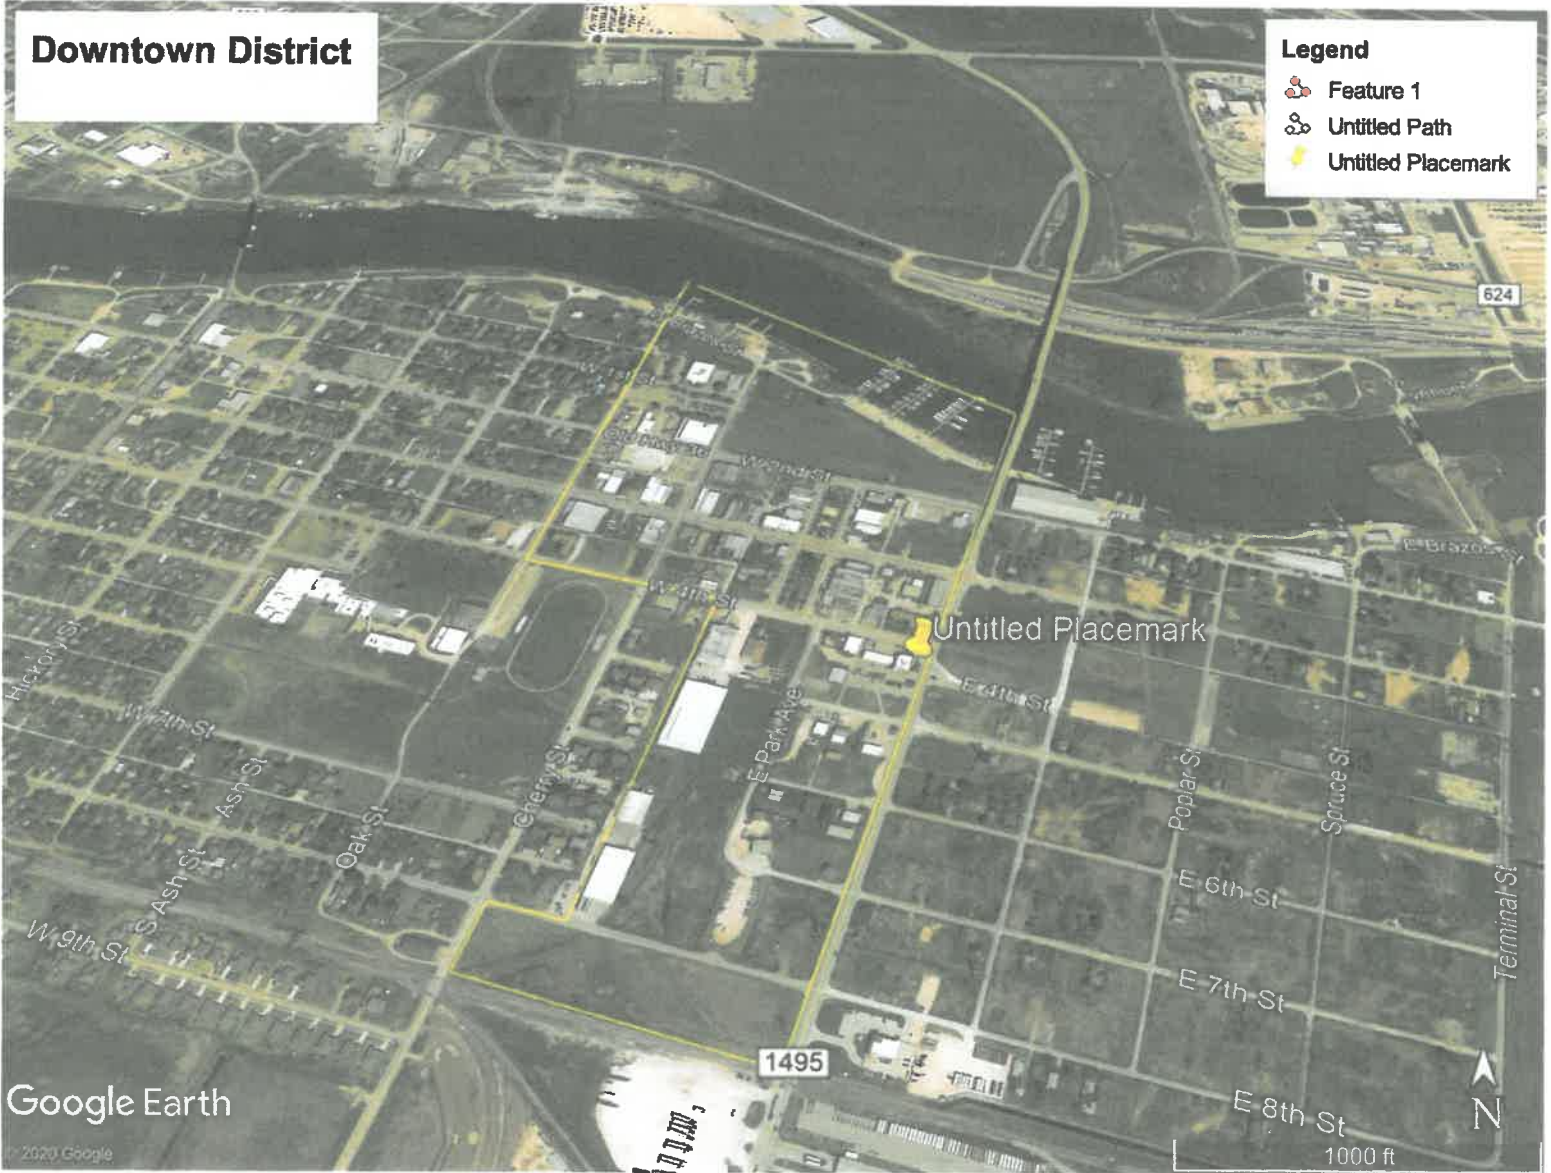 Downtown District
Legend
Feature 1
Untitled Path
Untitled Placemark
624
W 2nd St
E Brazos
W 4th St
Untitled Placemark
Hickory St
E 4th St
W 7th St
E Park Ave
Ash St
Cherry St
Poplar St
Spruce St
Oak St
S Ash St
E 6th St
Terminal St
W 9th St
E 7th St
1495
Google Earth
E 8th St
N
© 2020 Google
1000 ft